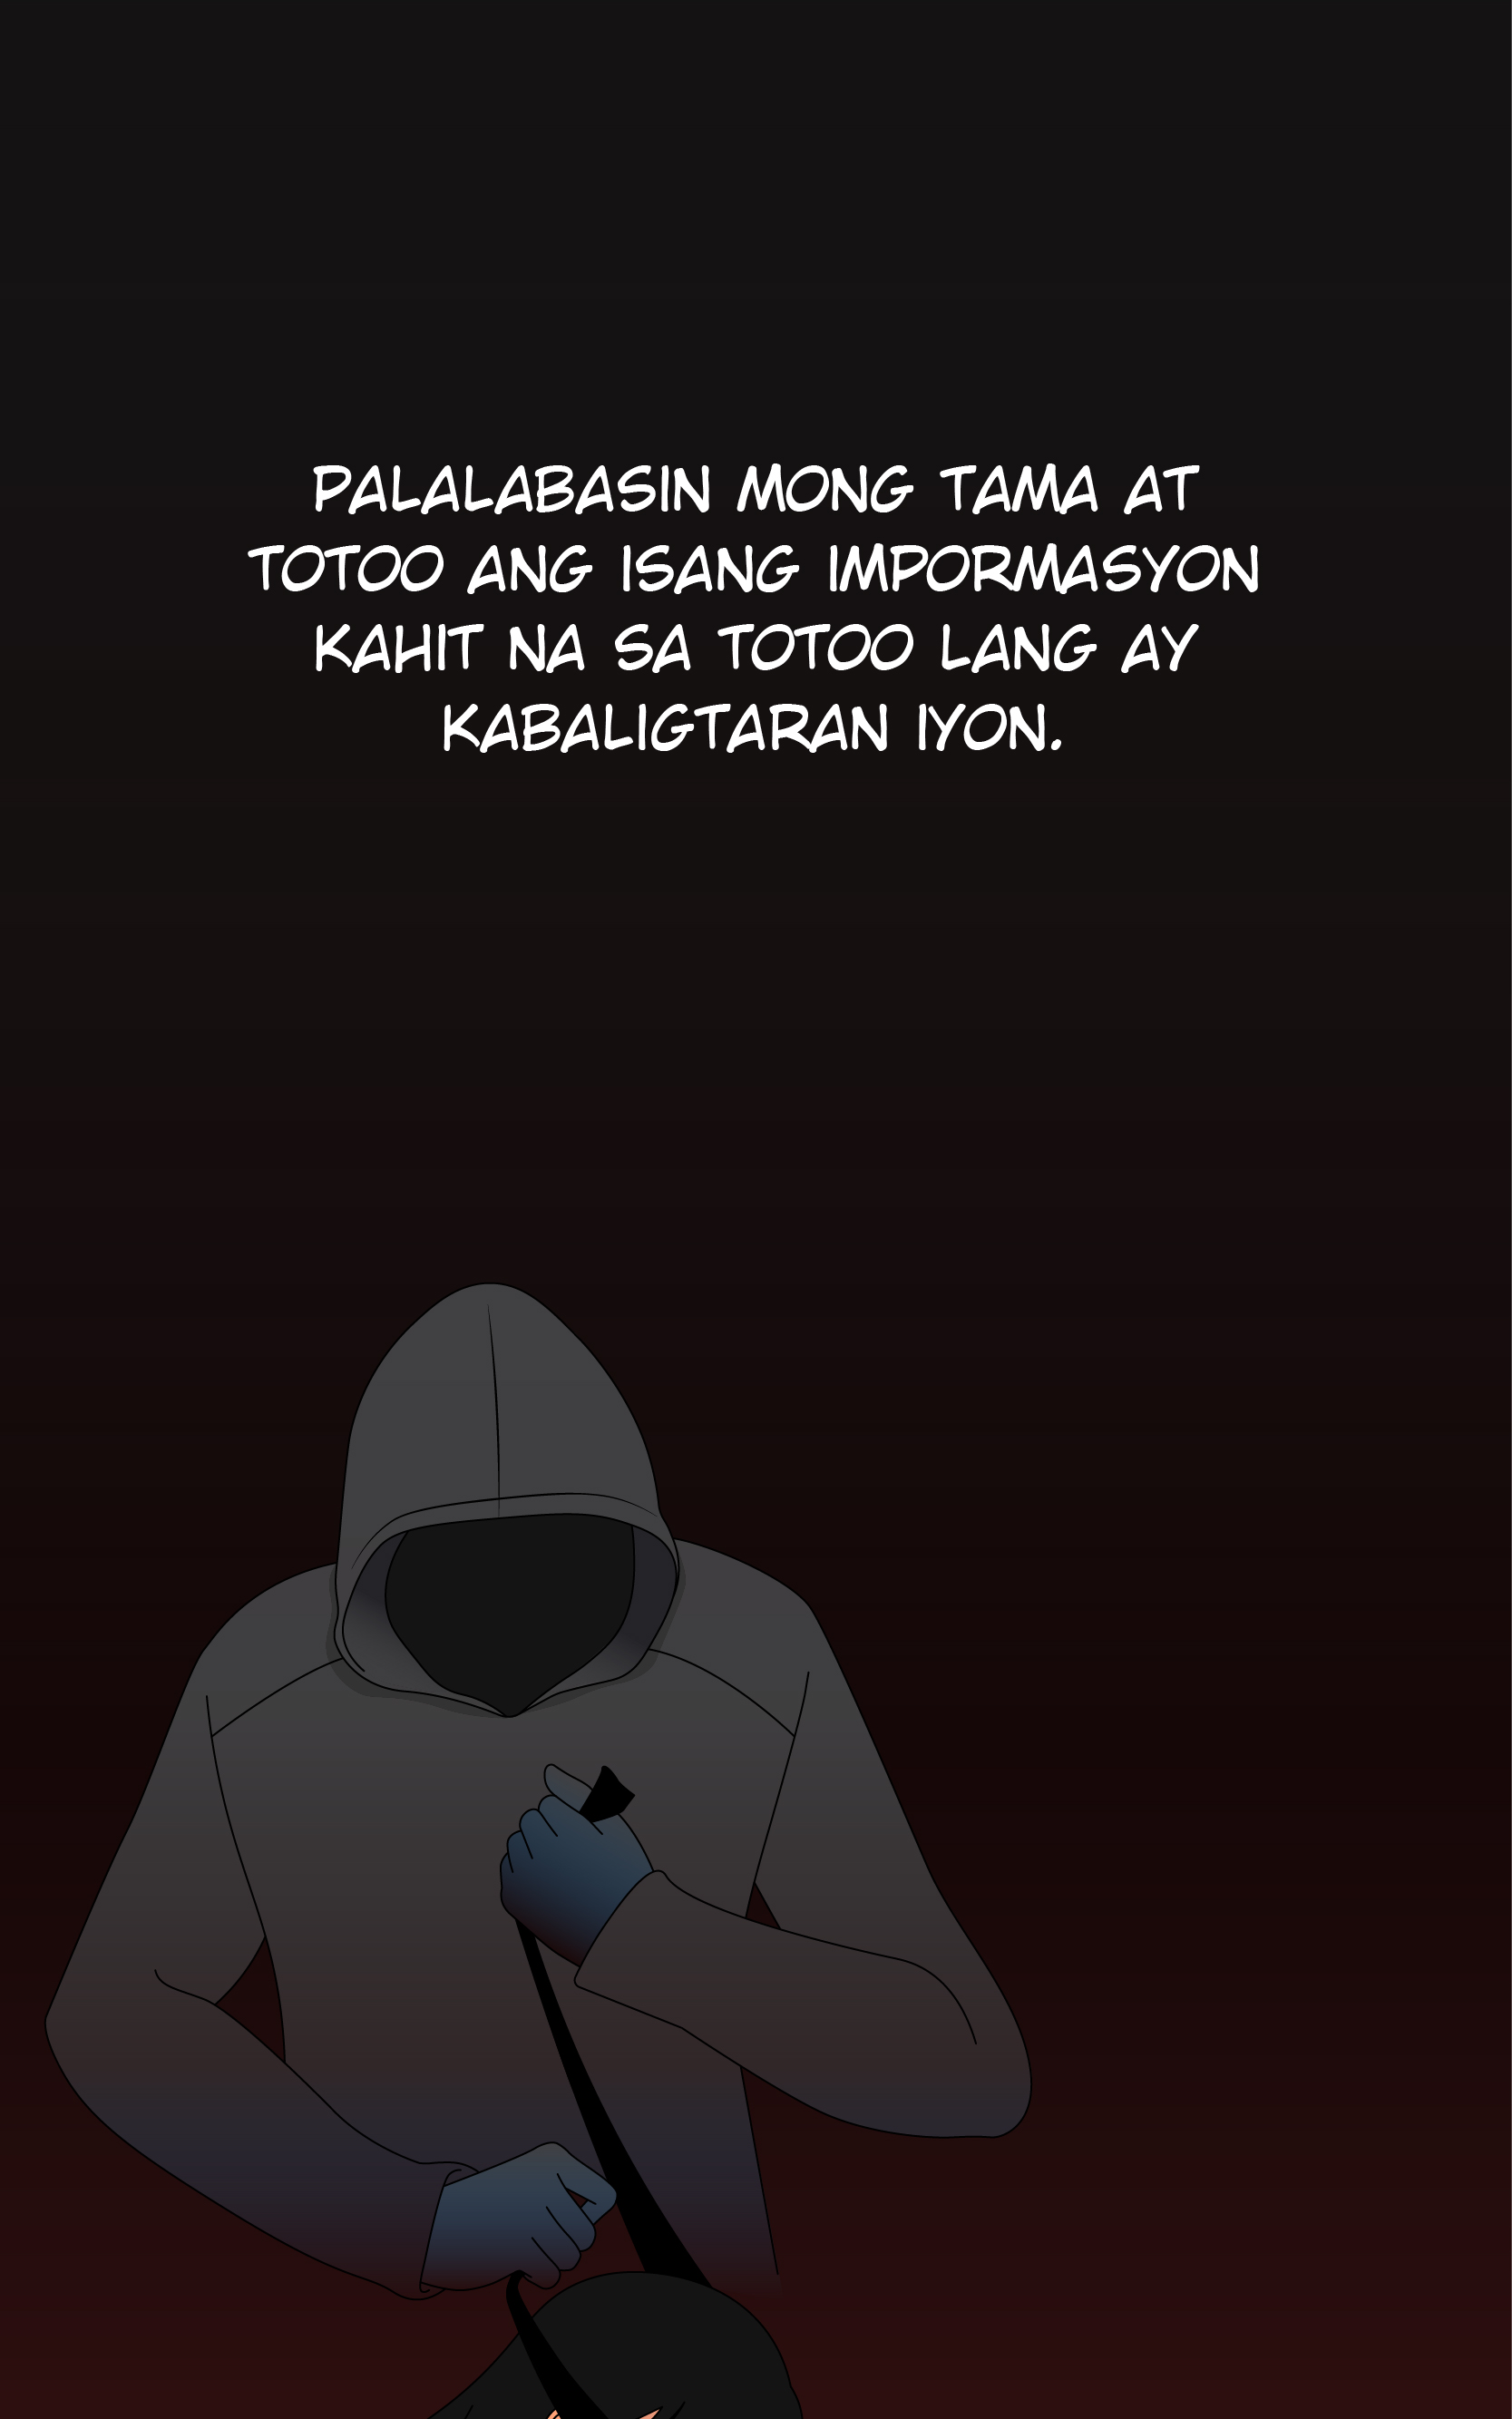 PALALABASIN MONG TAMA AT
TOTOO ANG ISANG IMPORMASYON
KAHIT NA SA TOTOO LANG AY
KABALIGTARAN IYON.